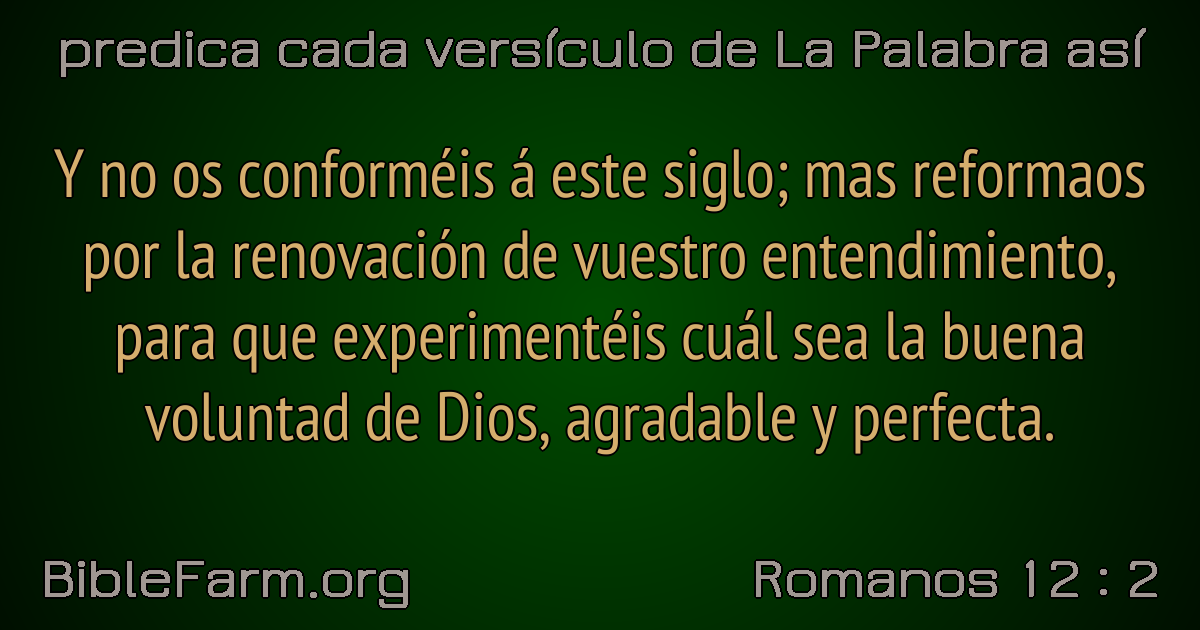 predica cada versículo de La Palabra así
Y no os conforméis á este siglo; mas reformaos
por la renovación de vuestro entendimiento,
para que experimentéis cuál sea la buena
voluntad de Dios, agradable y perfecta.
BibleFarm.org
Romanos 12 : 2